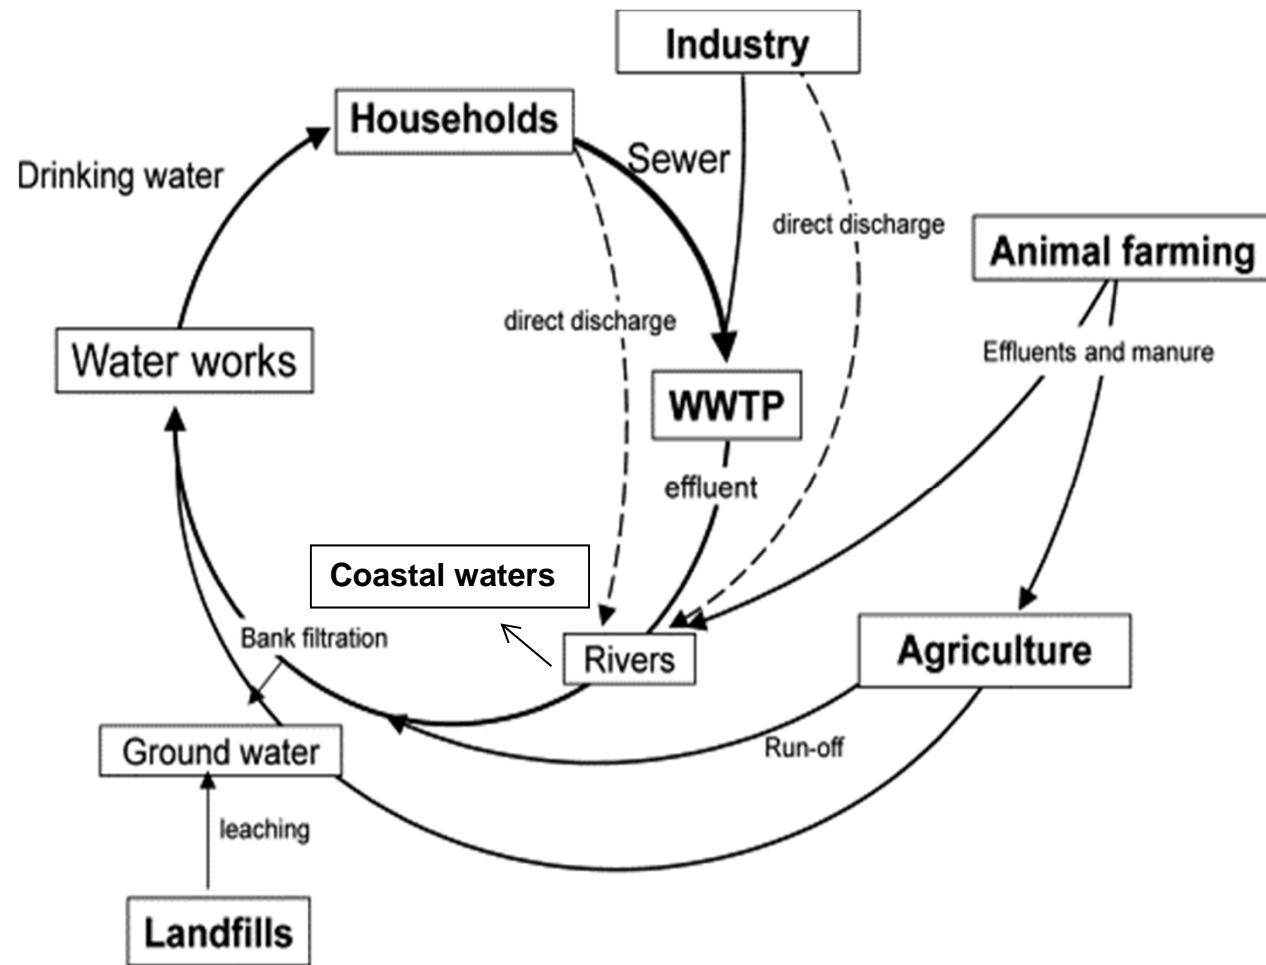 Industry
Households
Sewer
Drinking water
direct discharge
Animal farming
direct discharge
Effluents and manure
Water works
WWTP
effluent
Coastal waters
Bank filtration
Rivers
Agriculture
Ground water
Run-off
leaching
Landfills